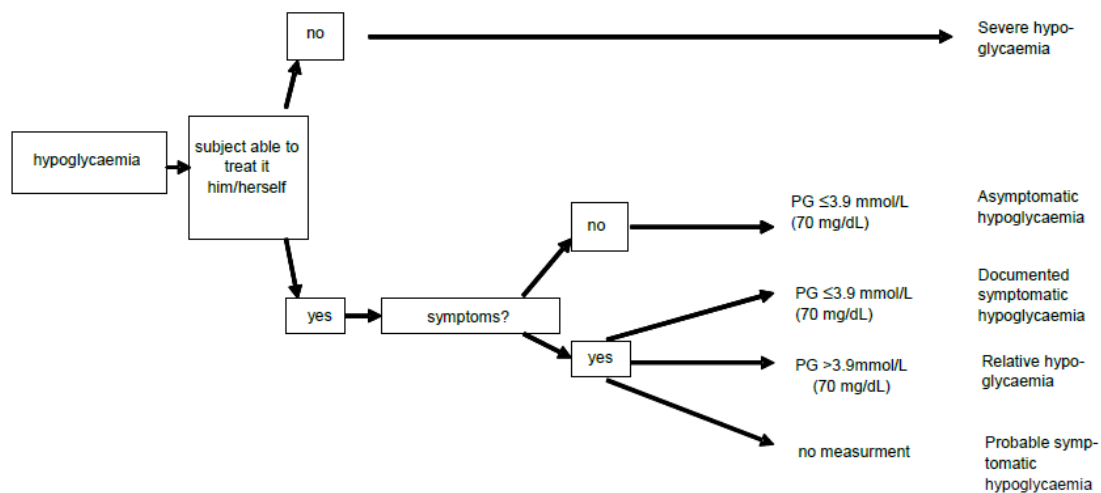 no
Severe hypo-
glycaemia
hypoglycaemia
subject able to
treat it
him/herself
no
PG ≤3.9 mmol/L
(70 mg/dL)
Asymptomatic
hypoglycaemia
yes
symptoms?
PG ≤3.9 mmol/L
(70 mg/dL)
Documented
symptomatic
hypoglycaemia
yes
PG >3.9mmol/L
(70 mg/dL)
Relative hypo-
glycaemia
no measurment
Probable symp-
tomatic
hypoglycaemia